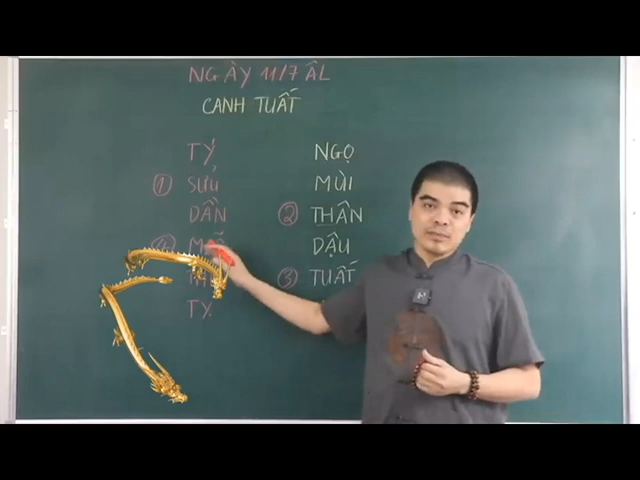 NGÀY 11/7 ÂL
CANH TUẤT
TÝ
① SỬU
DẦN
TỴ
NGỌ
MÙI
② THÂN
DẬU
③ TUẤT